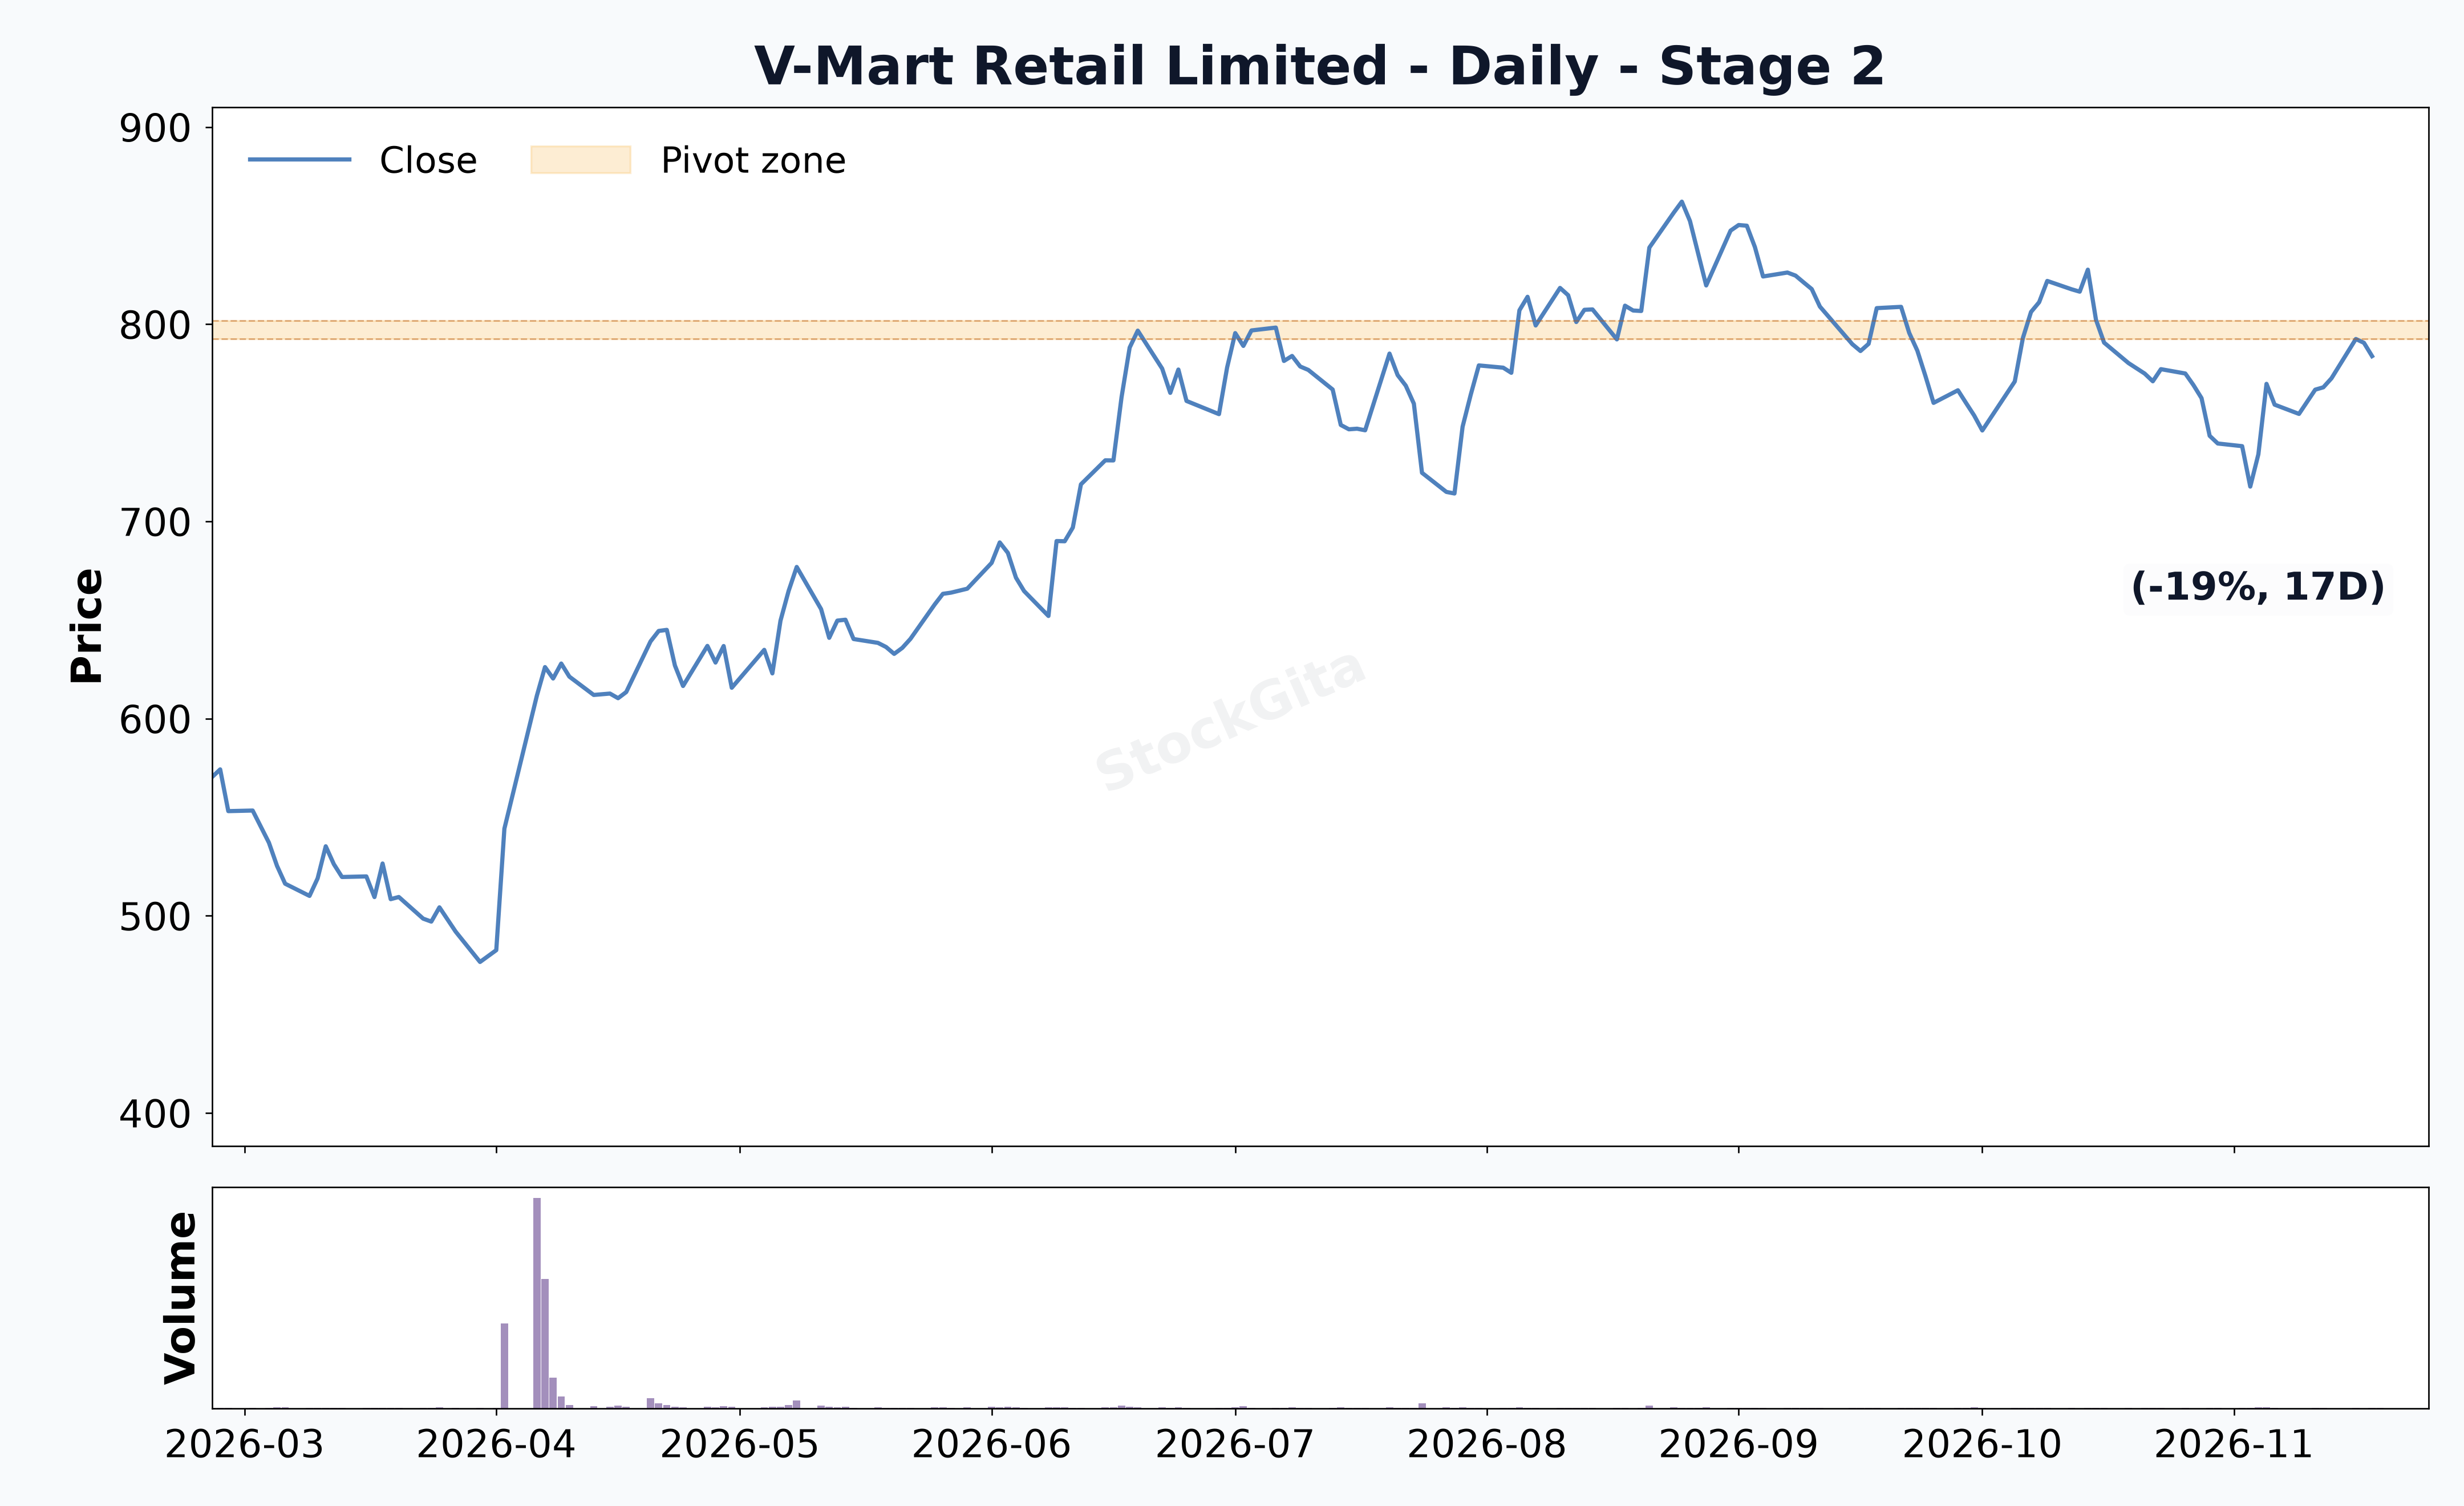 V-Mart Retail Limited - Daily - Stage 2
900
Close
Pivot zone
800
700
600
500
400
Price
(-19%, 17D)
StockGita
Volume
2026-03
2026-04
2026-05
2026-06
2026-07
2026-08
2026-09
2026-10
2026-11